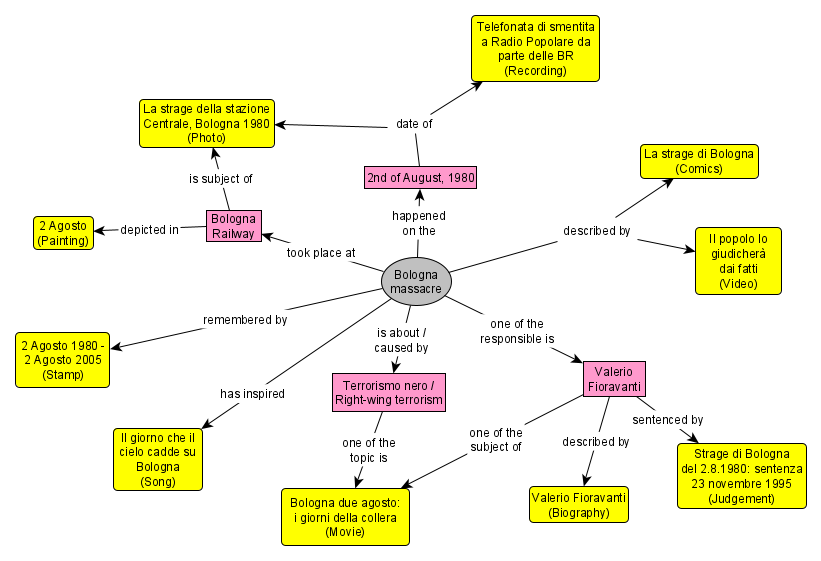 Telefonata di smentita
a Radio Popolare da
parte delle BR
(Recording)
La strage della stazione
Centrale, Bologna 1980
(Photo)
date of
La strage di Bologna
(Comics)
is subject of
2nd of August, 1980
2 Agosto
(Painting)
depicted in
Bologna
Railway
happened
on the
described by
Il popolo lo
giudicherà
dai fatti
(Video)
took place at
Bologna
massacre
remembered by
2 Agosto 1980 -
2 Agosto 2005
(Stamp)
is about /
caused by
one of the
responsible is
has inspired
Terrorismo nero /
Right-wing terrorism
Valerio
Fioravanti
Il giorno che il
cielo cadde su
Bologna
(Song)
one of the
topic is
one of the
subject of
described by
sentenced by
Bologna due agosto:
i giorni della collera
(Movie)
Valerio Fioravanti
(Biography)
Strage di Bologna
del 2.8.1980: sentenza
23 novembre 1995
(Judgement)